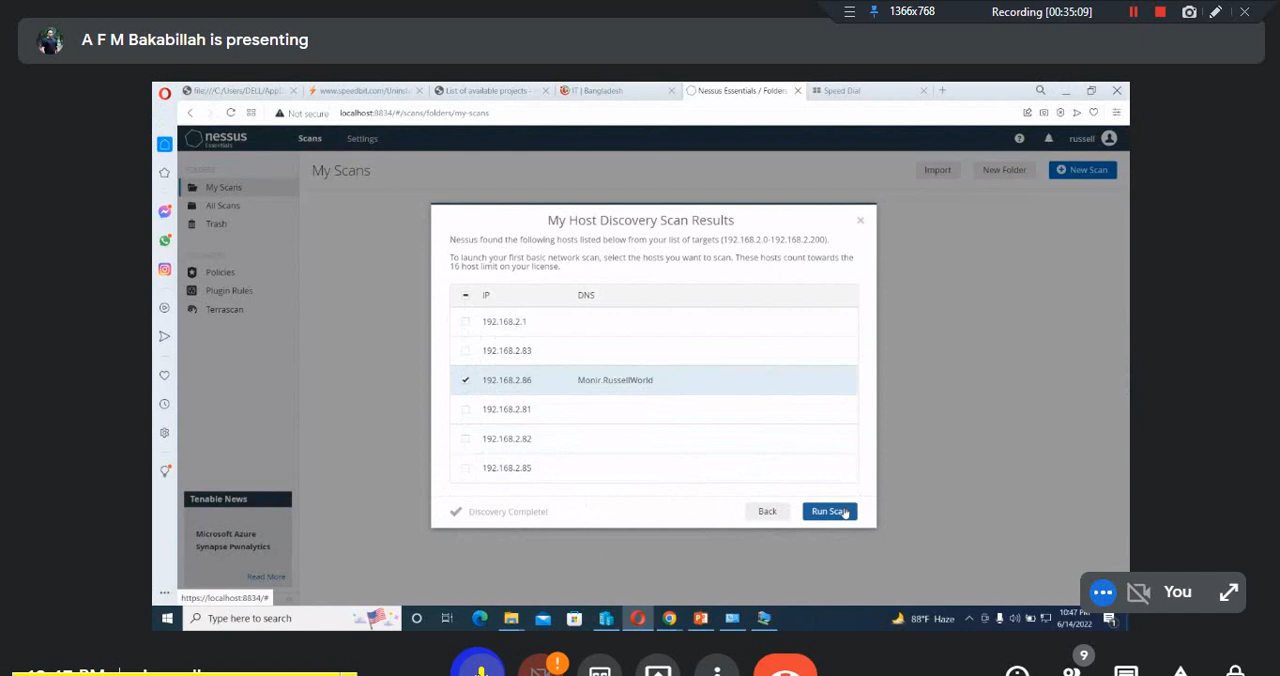 1366x768
Recording [00:35:09]
A F M Bakabillah is presenting
file:///C:/Users/DELL/App
www.speedbit.com/Unins
List of available projects -
IT | Bangladesh
Nessus Essentials / Folders
Speed Dial
Not secure
localhost:8834/#/scans/folders/my-scans
nessus
Essentials
Scans
Settings
russell
FOLDERS
My Scans
Import
New Folder
New Scan
My Scans
All Scans
Trash
Policies
Plugin Rules
Terrascan
My Host Discovery Scan Results
Nessus found the following hosts listed below from your list of targets (192.168.2.0-192.168.2.200).
To launch your first basic network scan, select the hosts you want to scan. These hosts count towards the
16 host limit on your license.
IP DNS
192.168.2.1
192.168.2.83
192.168.2.86 Monir.RussellWorld
192.168.2.81
192.168.2.82
192.168.2.85
Discovery Complete!
Back
Run Scan
Tenable News
Microsoft Azure
Synapse Pwnalytics
Read More
https://localhost:8834/#
Type here to search
88°F Haze
10:47 PM
6/14/2022
You
9